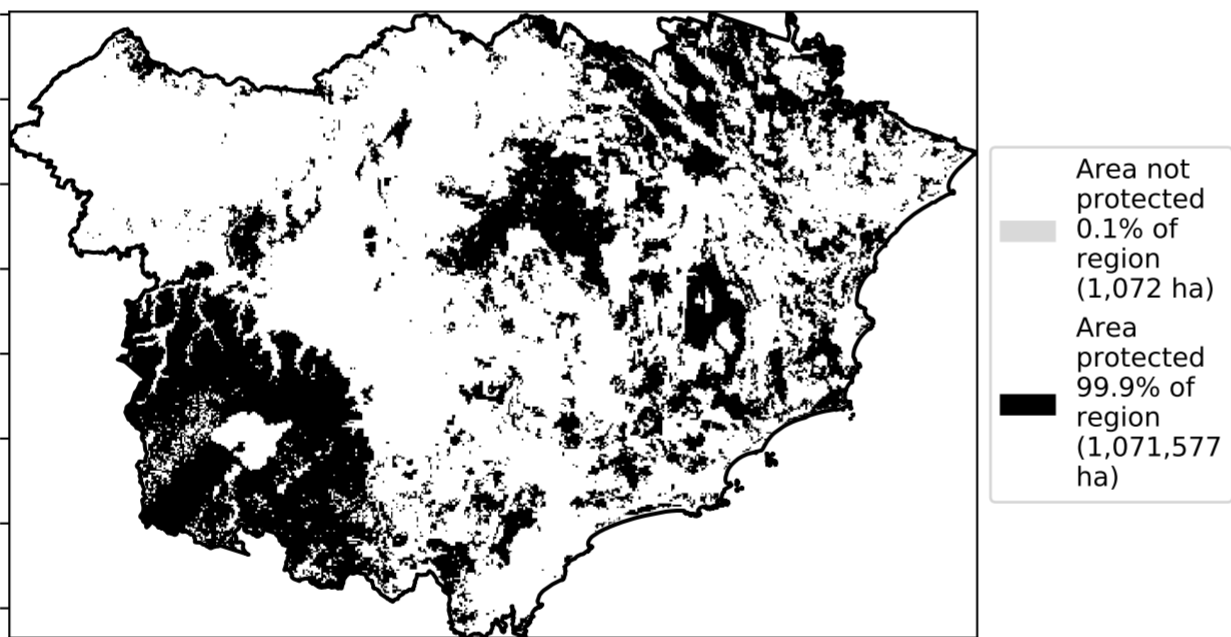 Area not
protected
0.1% of
region
(1,072 ha)
Area
protected
99.9% of
region
(1,071,577
ha)